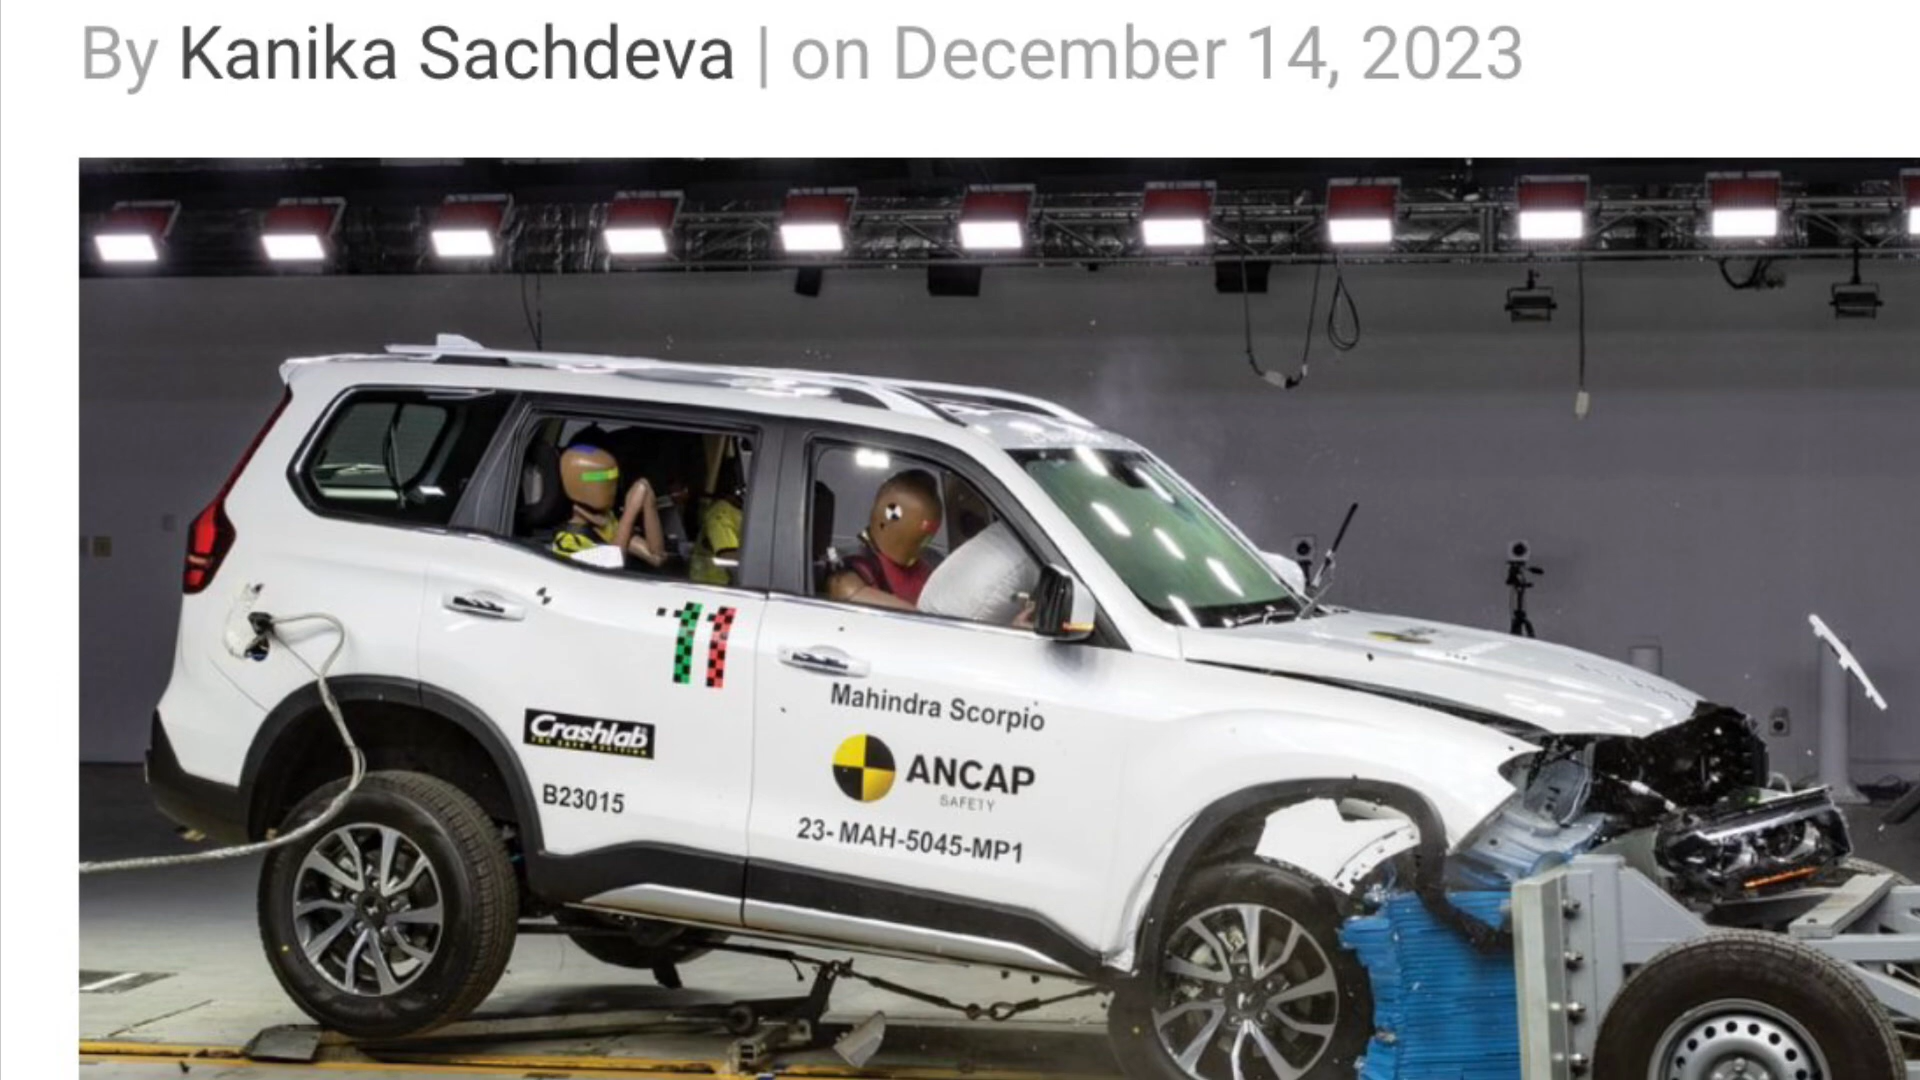 By Kanika Sachdeva | on December 14, 2023
11
Mahindra Scorpio
Crashlab
ANCAP
SAFETY
B23015
23-MAH-5045-MP1